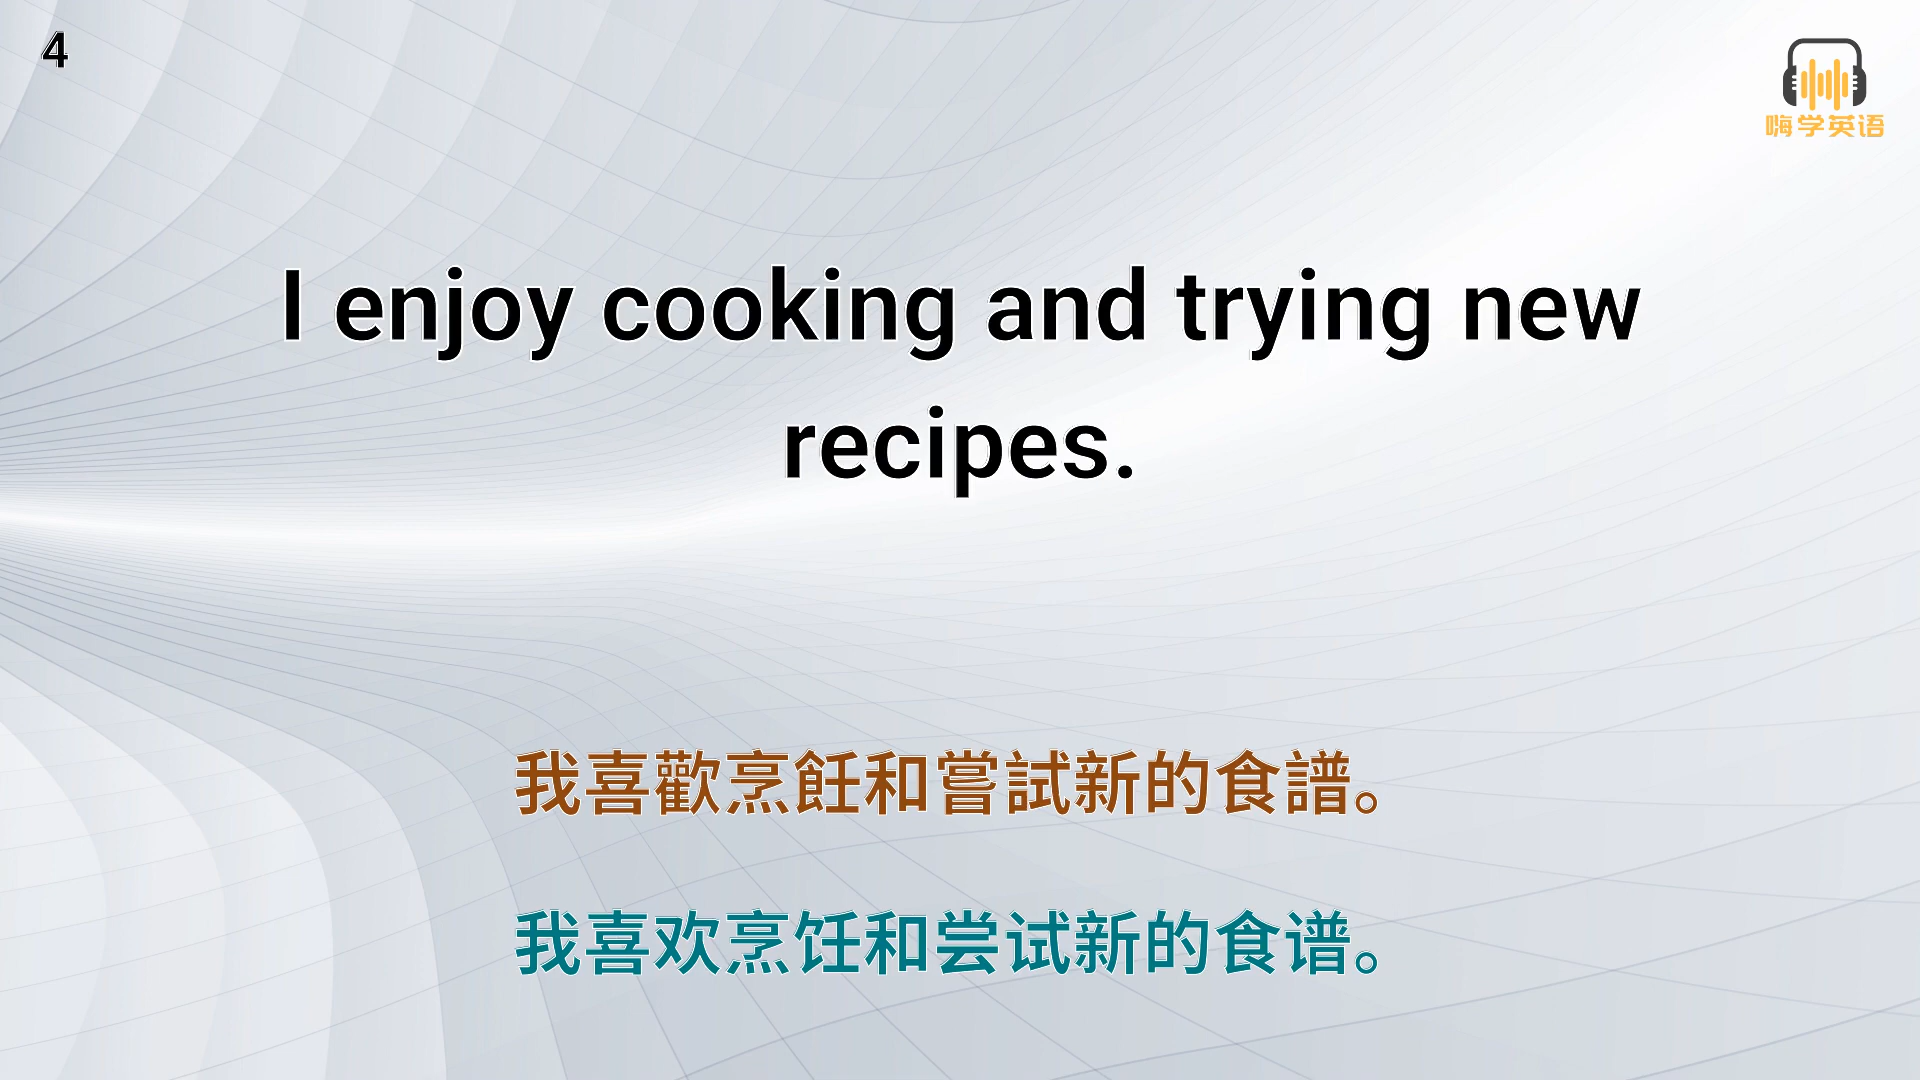 4
嗨学英语
I enjoy cooking and trying new
recipes.
我喜歡烹飪和嘗試新的食譜。
我喜欢烹饪和尝试新的食谱。